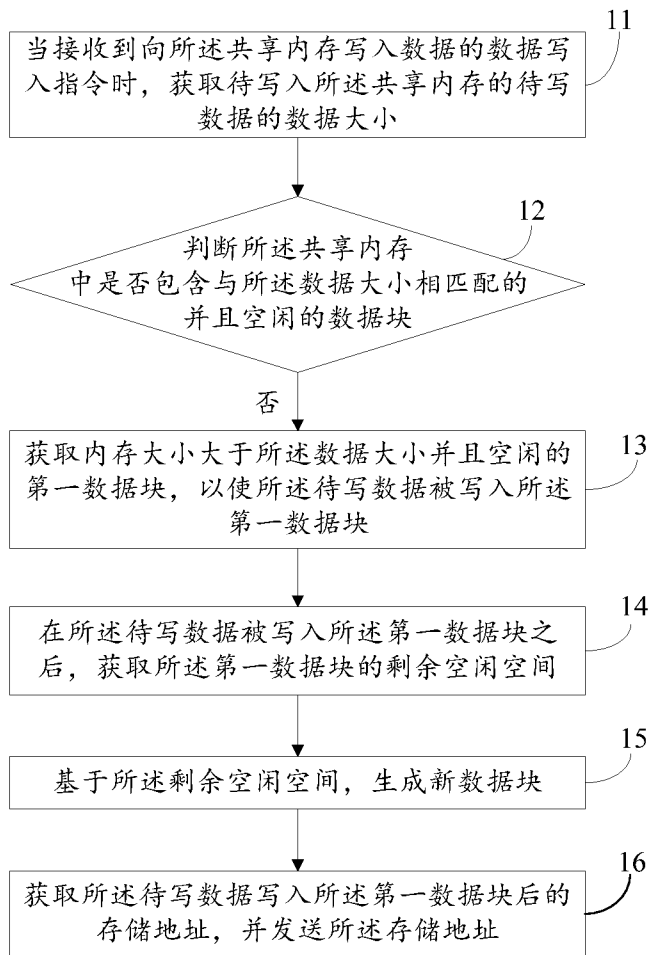 11
当接收到向所述共享内存写入数据的数据写
入指令时，获取待写入所述共享内存的待写
数据的数据大小
12
判断所述共享内存
中是否包含与所述数据大小相匹配的
并且空闲的数据块
否
13
获取内存大小大于所述数据大小并且空闲的
第一数据块，以使所述待写数据被写入所述
第一数据块
14
在所述待写数据被写入所述第一数据块之
后，获取所述第一数据块的剩余空闲空间
15
基于所述剩余空闲空间，生成新数据块
16
获取所述待写数据写入所述第一数据块后的
存储地址，并发送所述存储地址